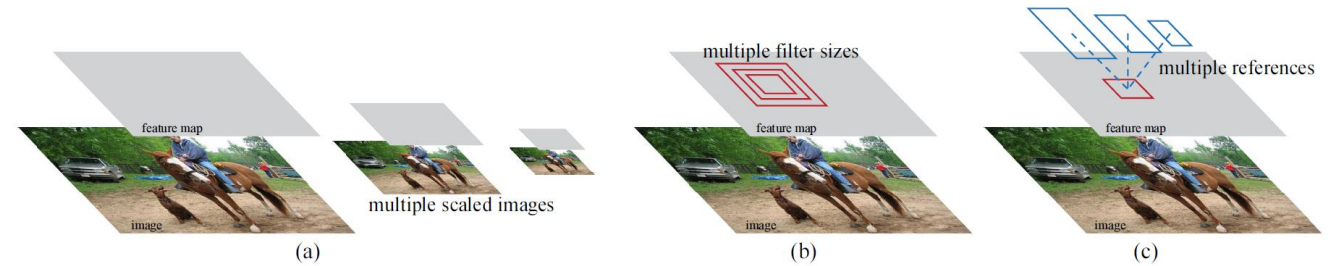 feature map
image
multiple scaled images
(a)
multiple filter sizes
feature map
image
(b)
multiple references
feature map
image
(c)